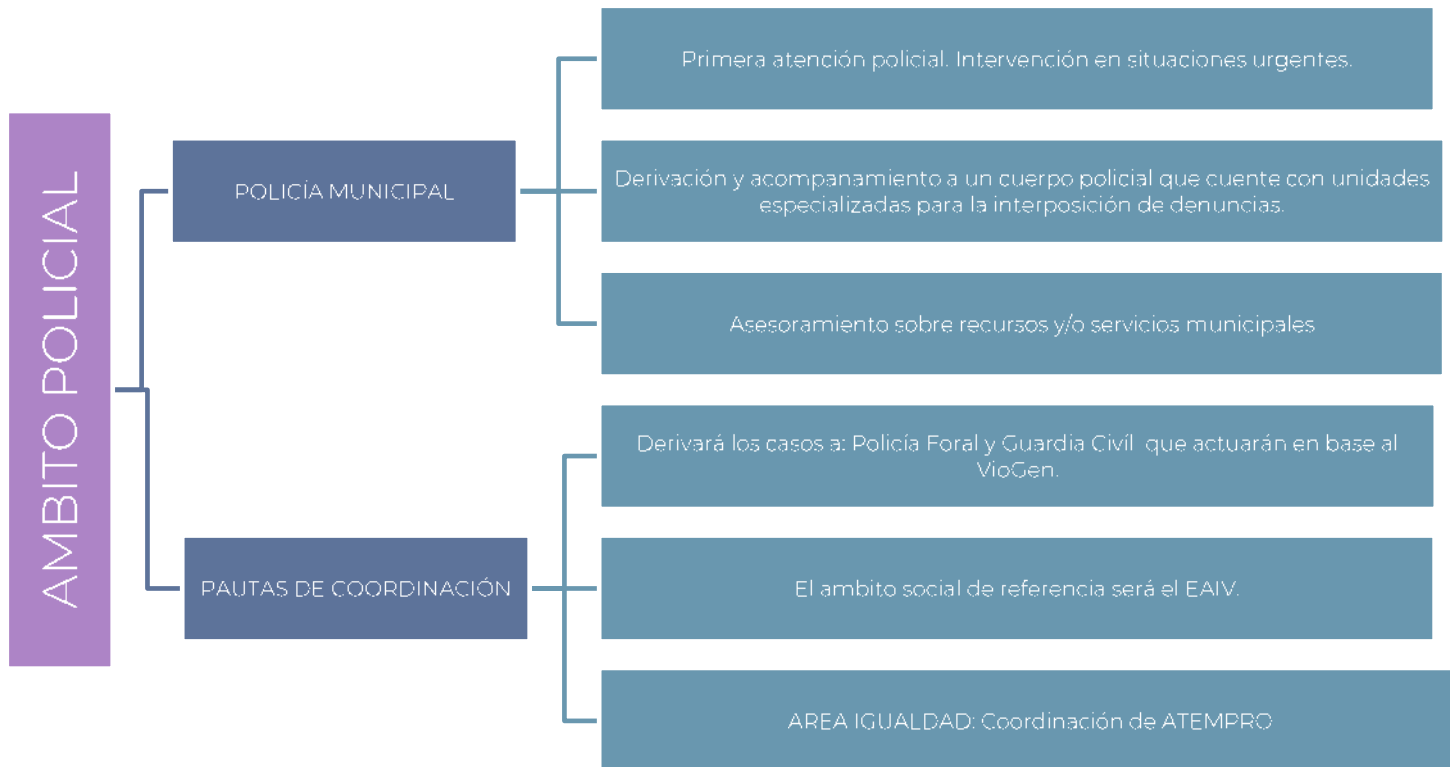 AMBITO POLICIAL
POLICÍA MUNICIPAL
Primera atención policial. Intervención en situaciones urgentes.
Derivación y acompanamiento a un cuerpo policial que cuente con unidades
especializadas para la interposición de denuncias.
Asesoramiento sobre recursos y/o servicios municipales
PAUTAS DE COORDINACIÓN
Derivará los casos a: Policía Foral y Guardia Civíl que actuarán en base al
VioGen.
El ambito social de referencia será el EAIV.
AREA IGUALDAD: Coordinación de ATEMPRO